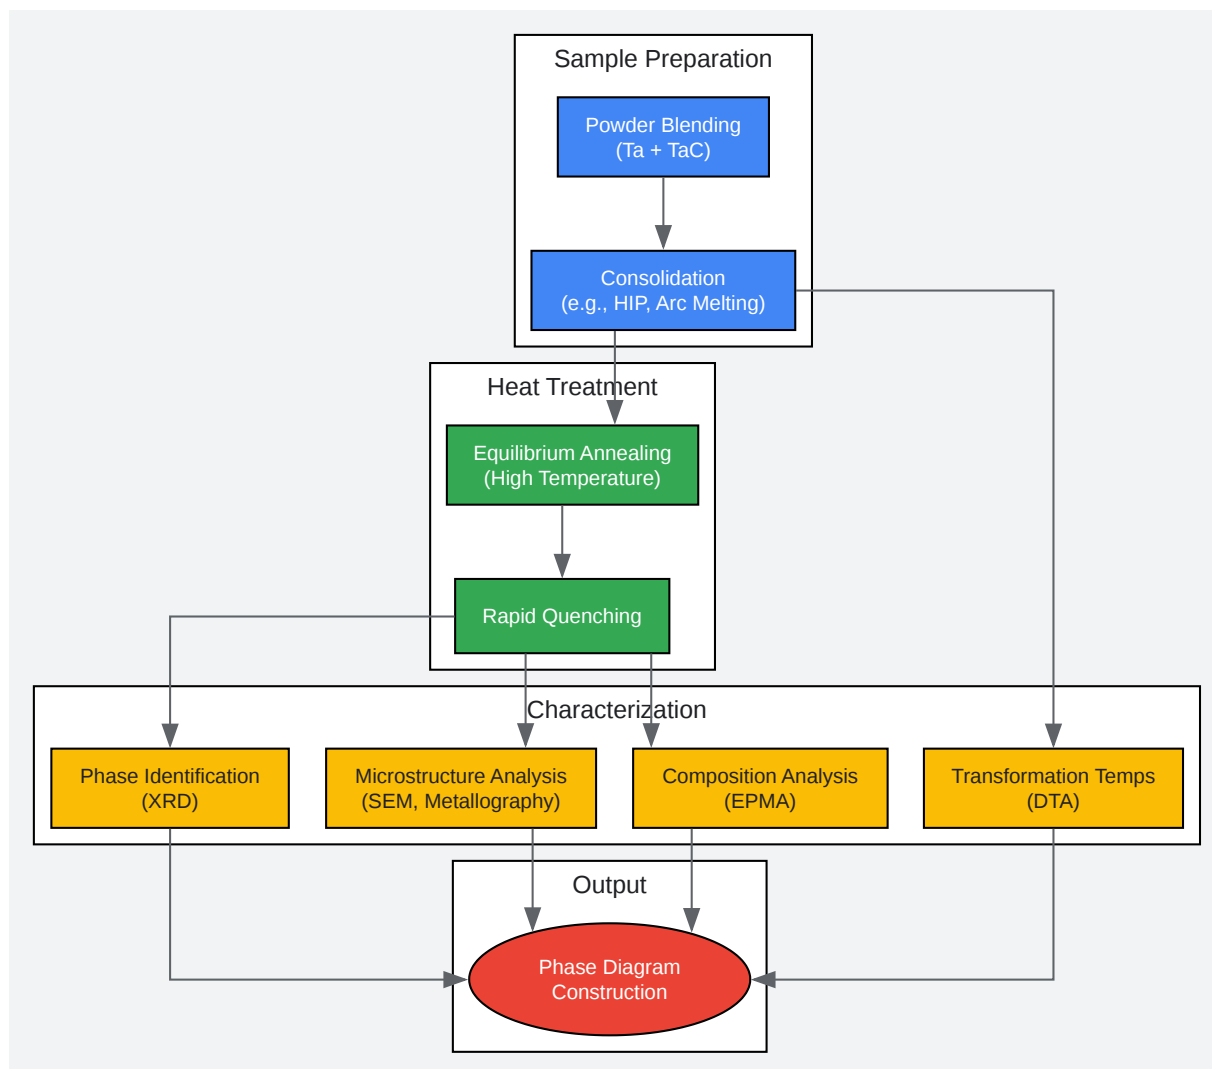 Sample Preparation
Powder Blending
(Ta + TaC)
Consolidation
(e.g., HIP, Arc Melting)
Heat Treatment
Equilibrium Annealing
(High Temperature)
Rapid Quenching
Characterization
Phase Identification
(XRD)
Microstructure Analysis
(SEM, Metallography)
Composition Analysis
(EPMA)
Transformation Temps
(DTA)
Output
Phase Diagram
Construction